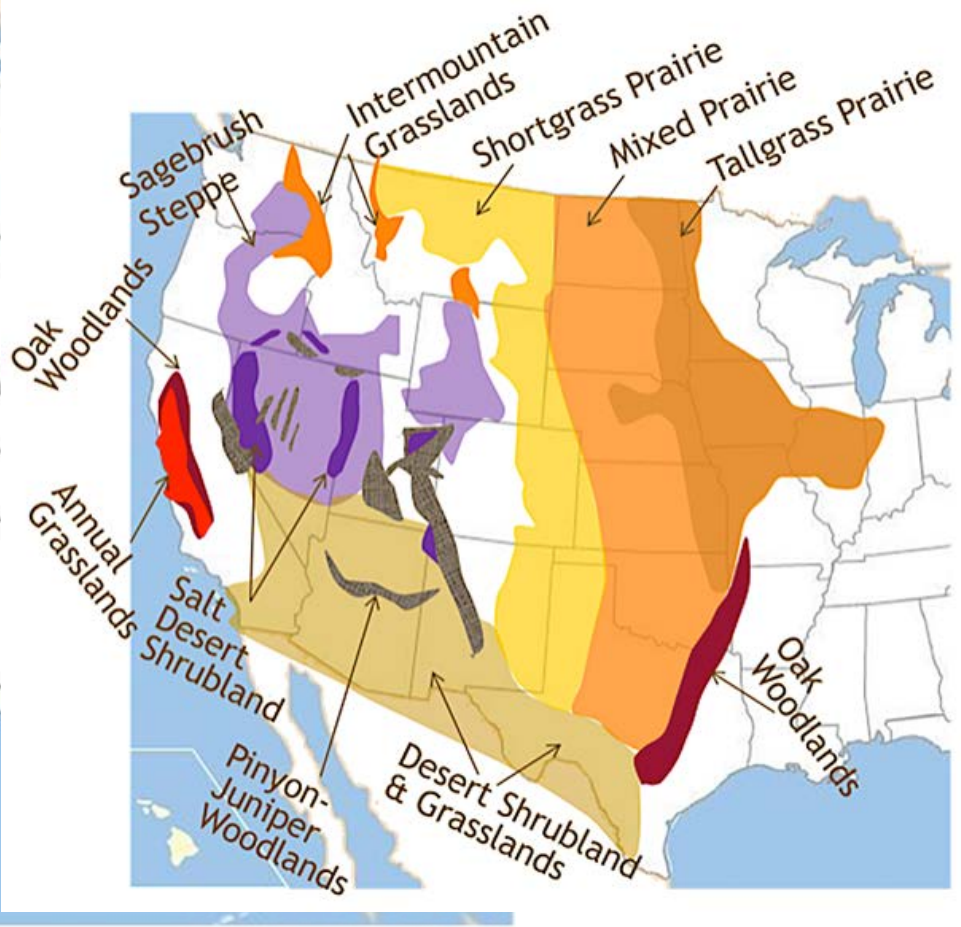 Intermountain
Grasslands
Shortgrass Prairie
Mixed Prairie
Tallgrass Prairie
Sagebrush
Steppe
Oak
Woodlands
Annual
Grasslands
Salt
Desert
Shrubland
Pinyon-
Juniper
Woodlands
Desert Shrubland
& Grasslands
Oak
Woodlands